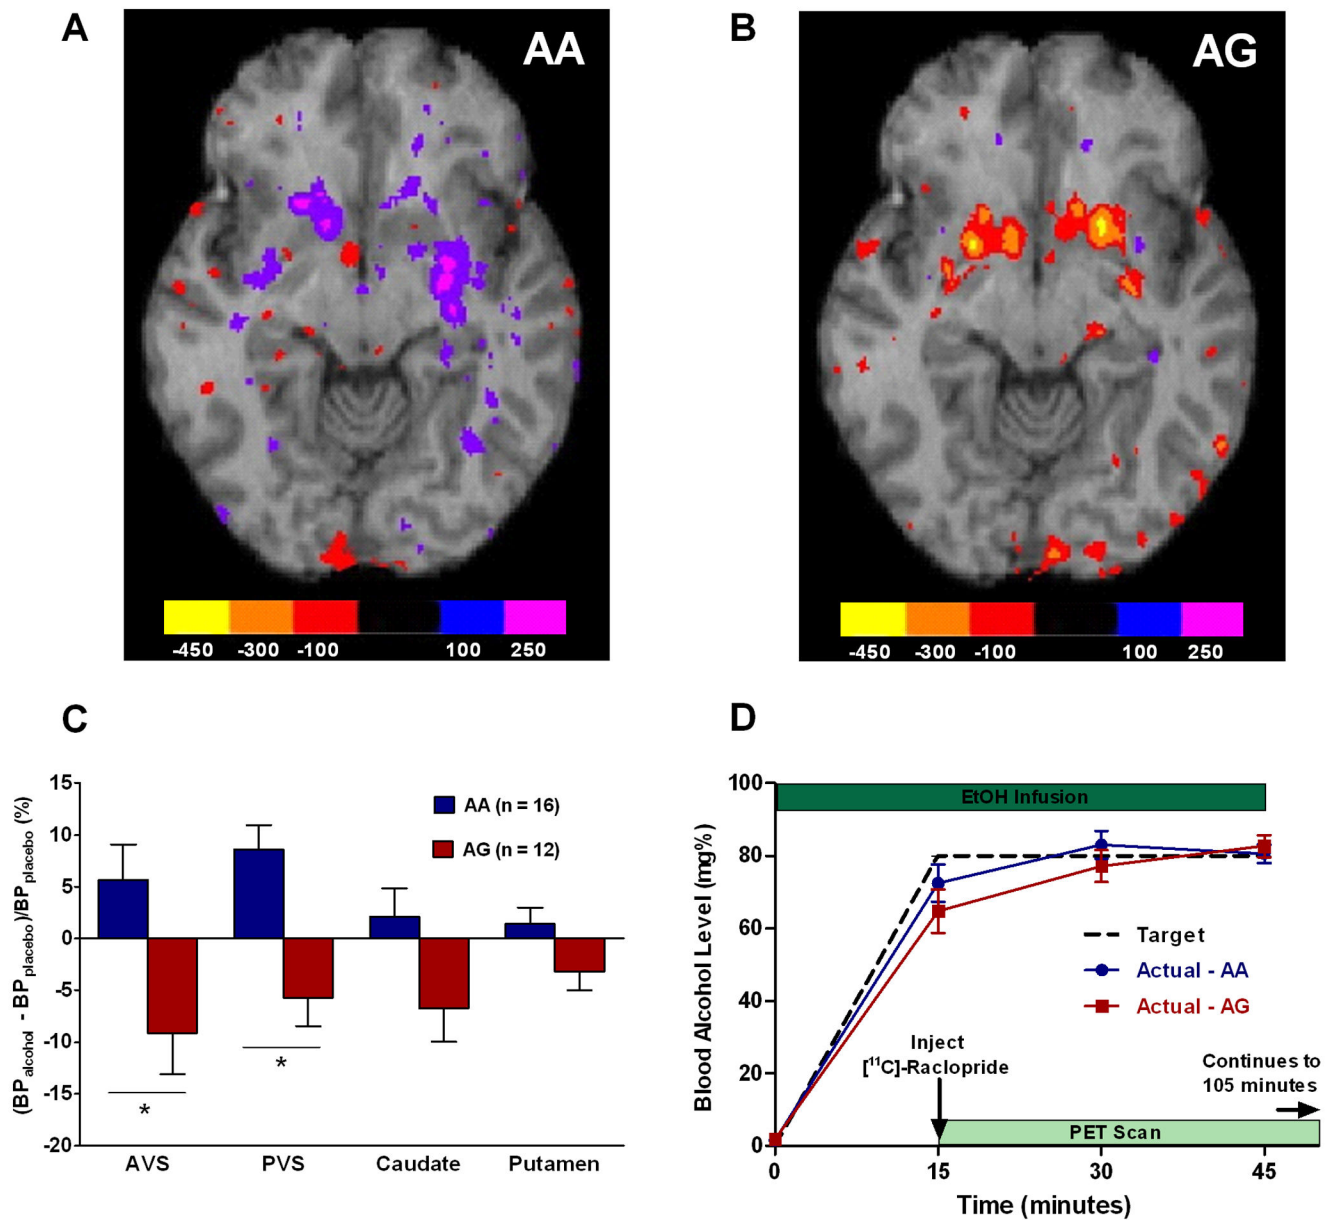 A
AA
-450 -300 -100 100 250
B
AG
-450 -300 -100 100 250
C
(BPalcohol - BPplacebo)/BPplacebo (%)
15
10
5
0
-5
-10
-15
-20
AA (n = 16)
AG (n = 12)
*
*
AVS PVS Caudate Putamen
D
Blood Alcohol Level (mg%)
100
80
60
40
20
0
EtOH Infusion
Target
Actual - AA
Actual - AG
Inject
[¹¹C]-Raclopride
Continues to
105 minutes
PET Scan
0 15 30 45
Time (minutes)